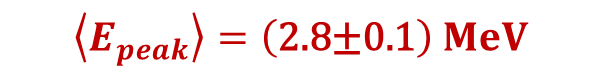 ⟨E_peak⟩ = (2.8±0.1) MeV